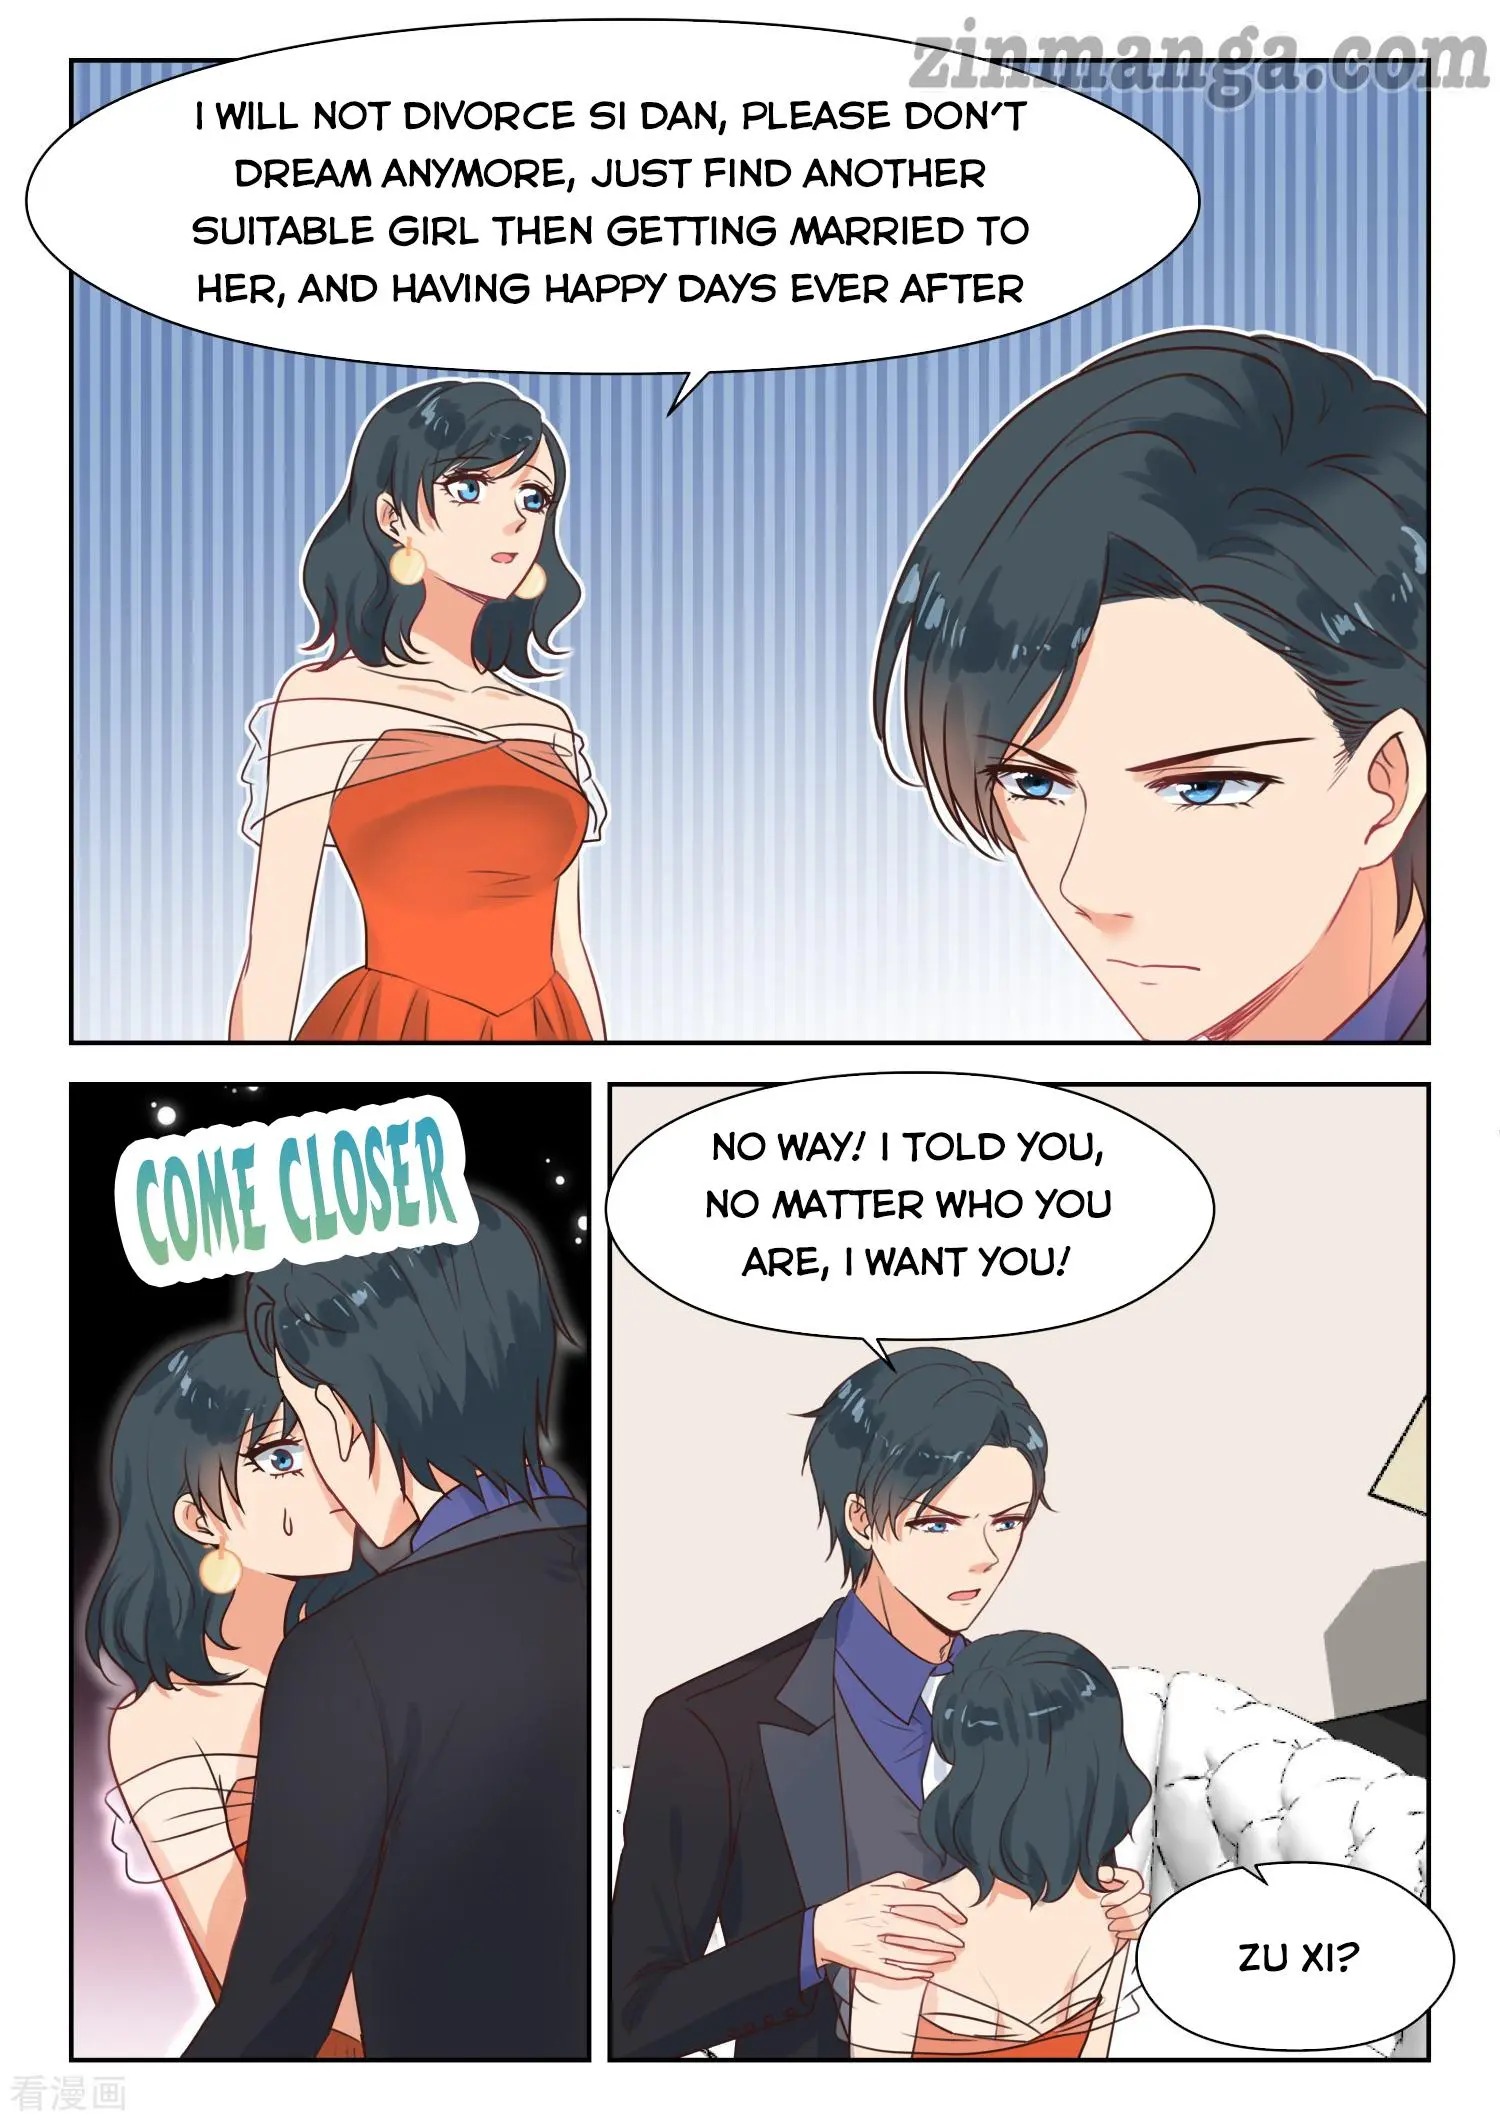 zinmanga.com
I WILL NOT DIVORCE SI DAN, PLEASE DON'T
DREAM ANYMORE, JUST FIND ANOTHER
SUITABLE GIRL THEN GETTING MARRIED TO
HER, AND HAVING HAPPY DAYS EVER AFTER
COME CLOSER
NO WAY! I TOLD YOU,
NO MATTER WHO YOU
ARE, I WANT YOU!
ZU XI?
看漫画